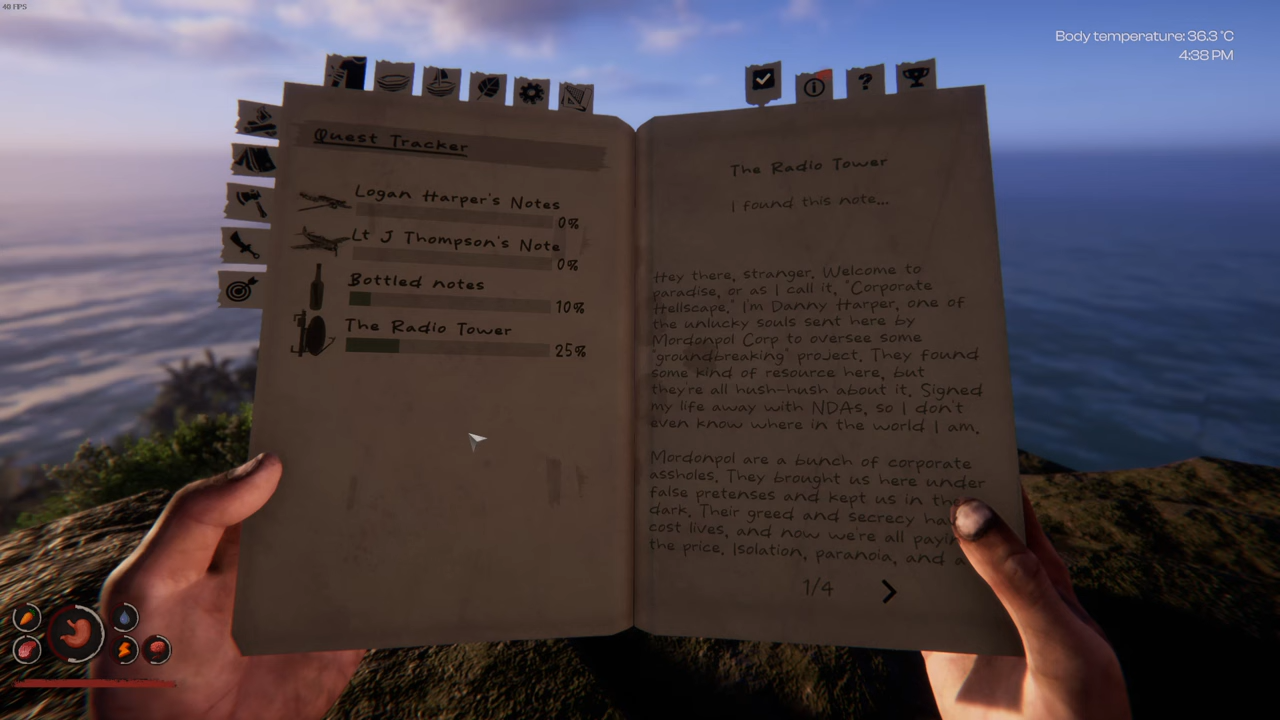 40 FPS
Body temperature: 36.3 °C
4:38 PM
Quest Tracker
Logan Harper's Notes
0%
Lt J Thompson's Note
0%
Bottled notes
10%
The Radio Tower
25%
The Radio Tower
I found this note...
Hey there, stranger. Welcome to
paradise, or as I call it, "Corporate
Hellscape." I'm Danny Harper, one of
the unlucky souls sent here by
Mordonpol Corp to oversee some
"groundbreaking" project. They found
some kind of resource here, but
they're all hush-hush about it. Signed
my life away with NDAs, so I don't
even know where in the world I am.
Mordonpol are a bunch of corporate
assholes. They brought us here under
false pretenses and kept us in the
dark. Their greed and secrecy
cost lives, and now we're all
the price. Isolation, paranoia, and
1/4